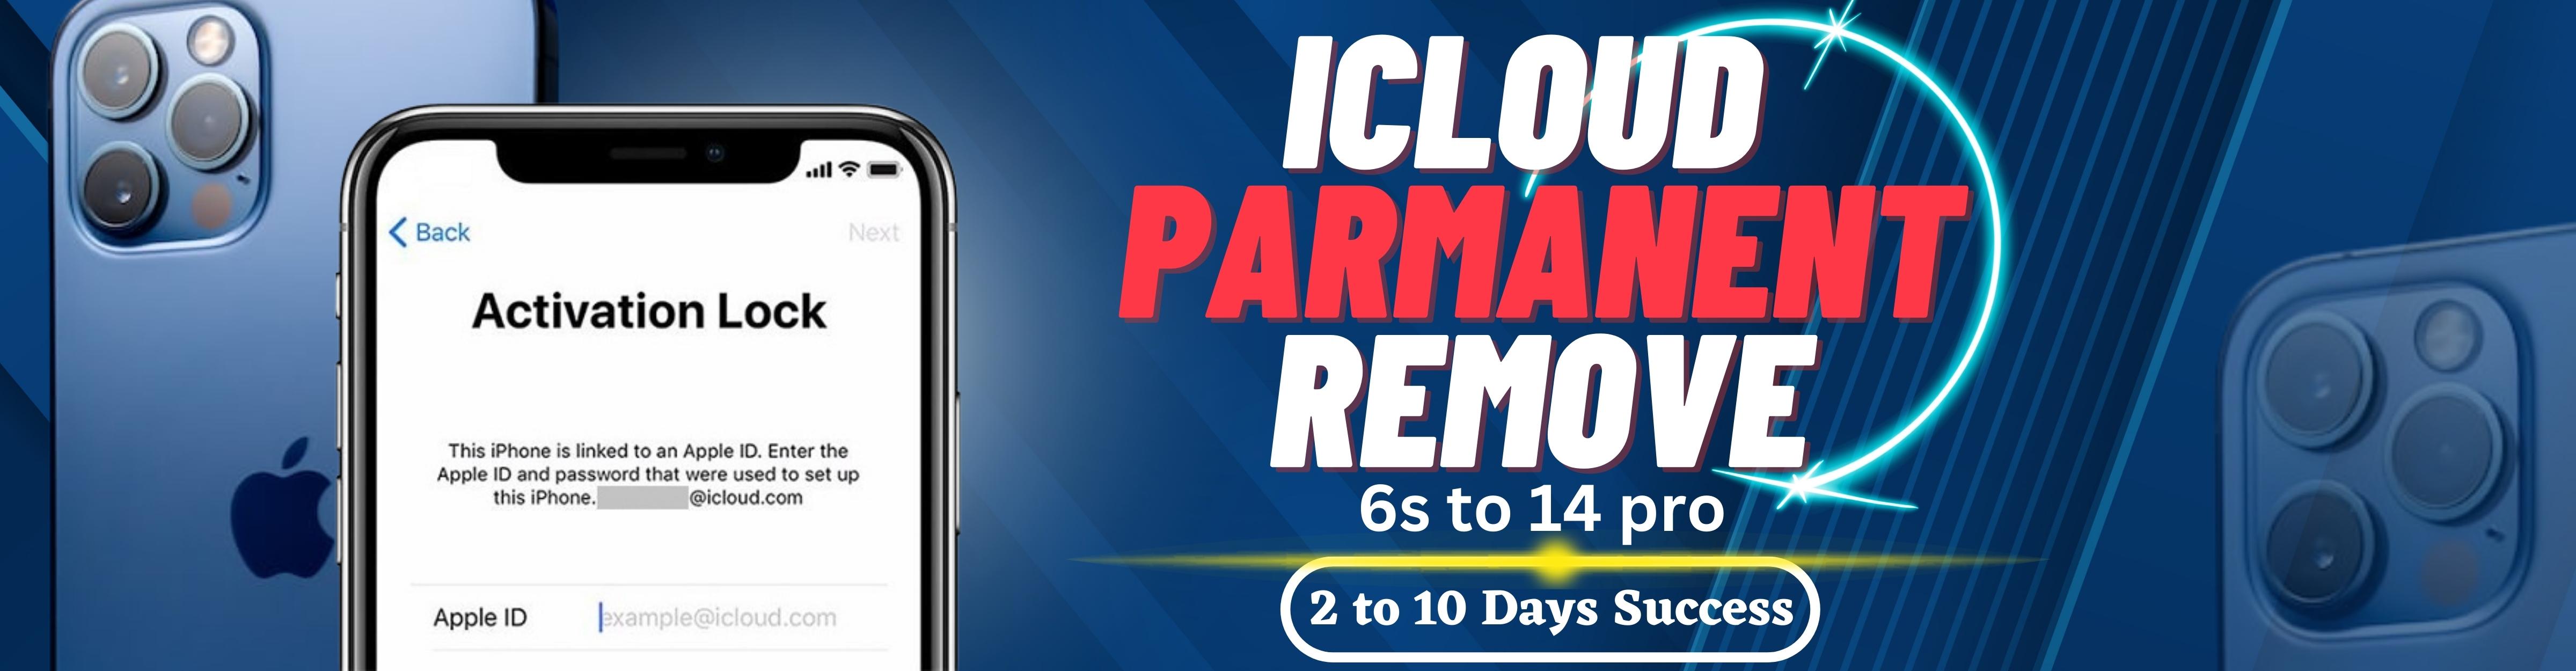 Back
Next
Activation Lock
This iPhone is linked to an Apple ID. Enter the
Apple ID and password that were used to set up
this iPhone. @icloud.com
Apple ID example@icloud.com
ICLOUD
PARMANENT
REMOVE
6s to 14 pro
2 to 10 Days Success